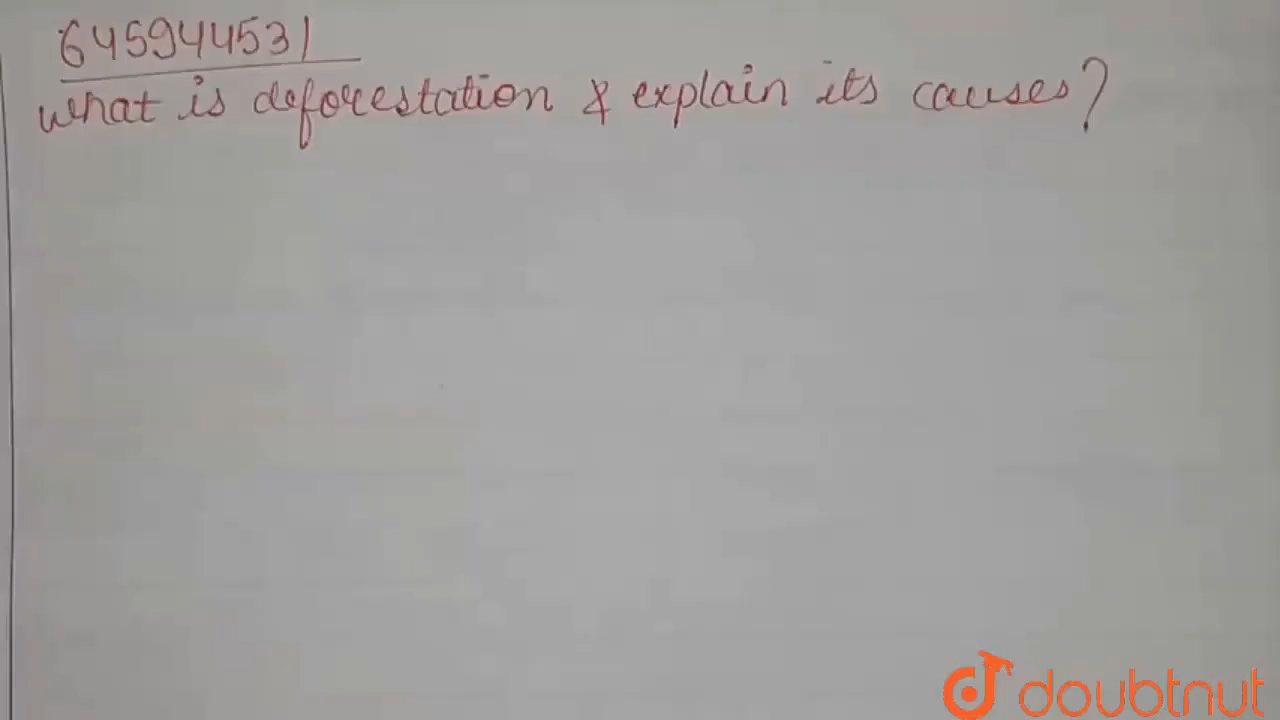 645944531
what is deforestation & explain its causes?
doubtnut